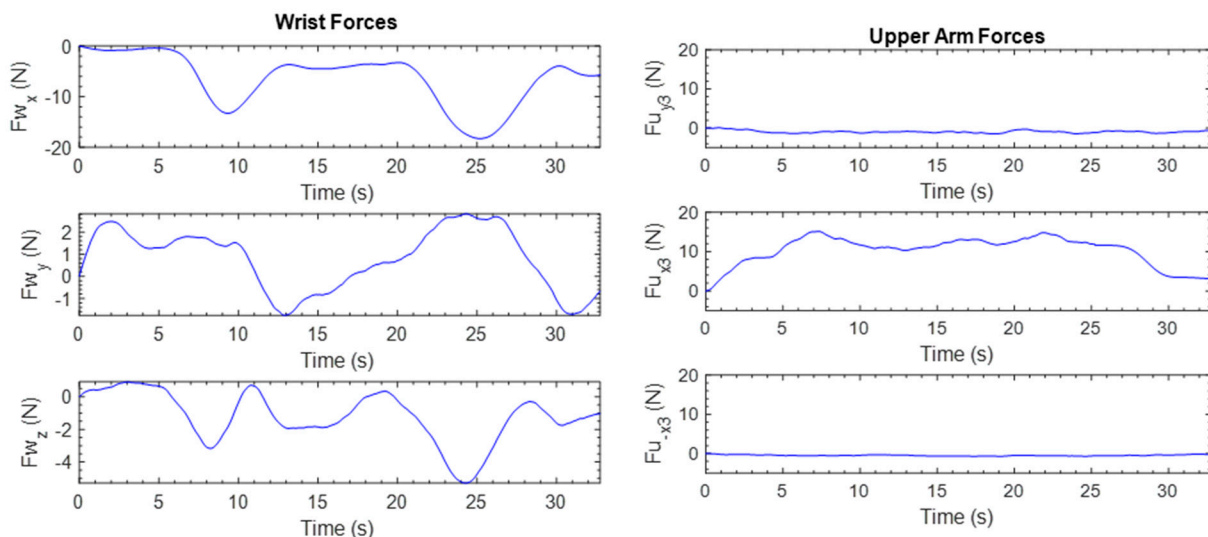 Wrist Forces
0
-10
-20
Fw_x (N)
0 5 10 15 20 25 30
Time (s)
2
1
0
-1
Fw_y (N)
0 5 10 15 20 25 30
Time (s)
0
-2
-4
Fw_z (N)
0 5 10 15 20 25 30
Time (s)
Upper Arm Forces
20
10
0
Fu_y3 (N)
0 5 10 15 20 25 30
Time (s)
20
10
0
Fu_x3 (N)
0 5 10 15 20 25 30
Time (s)
20
10
0
Fu_-x3 (N)
0 5 10 15 20 25 30
Time (s)